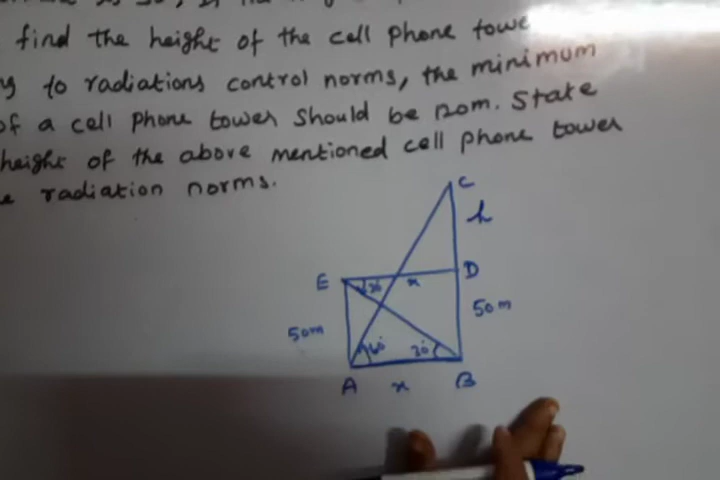 find the height of the cell phone
to radiations control norms, the minimum
of a cell phone tower should be 120m. State
height of the above mentioned cell phone tower
radiation norms.
C
h
E
30°
x
D
50m
50m
60°
30°
A
x
B